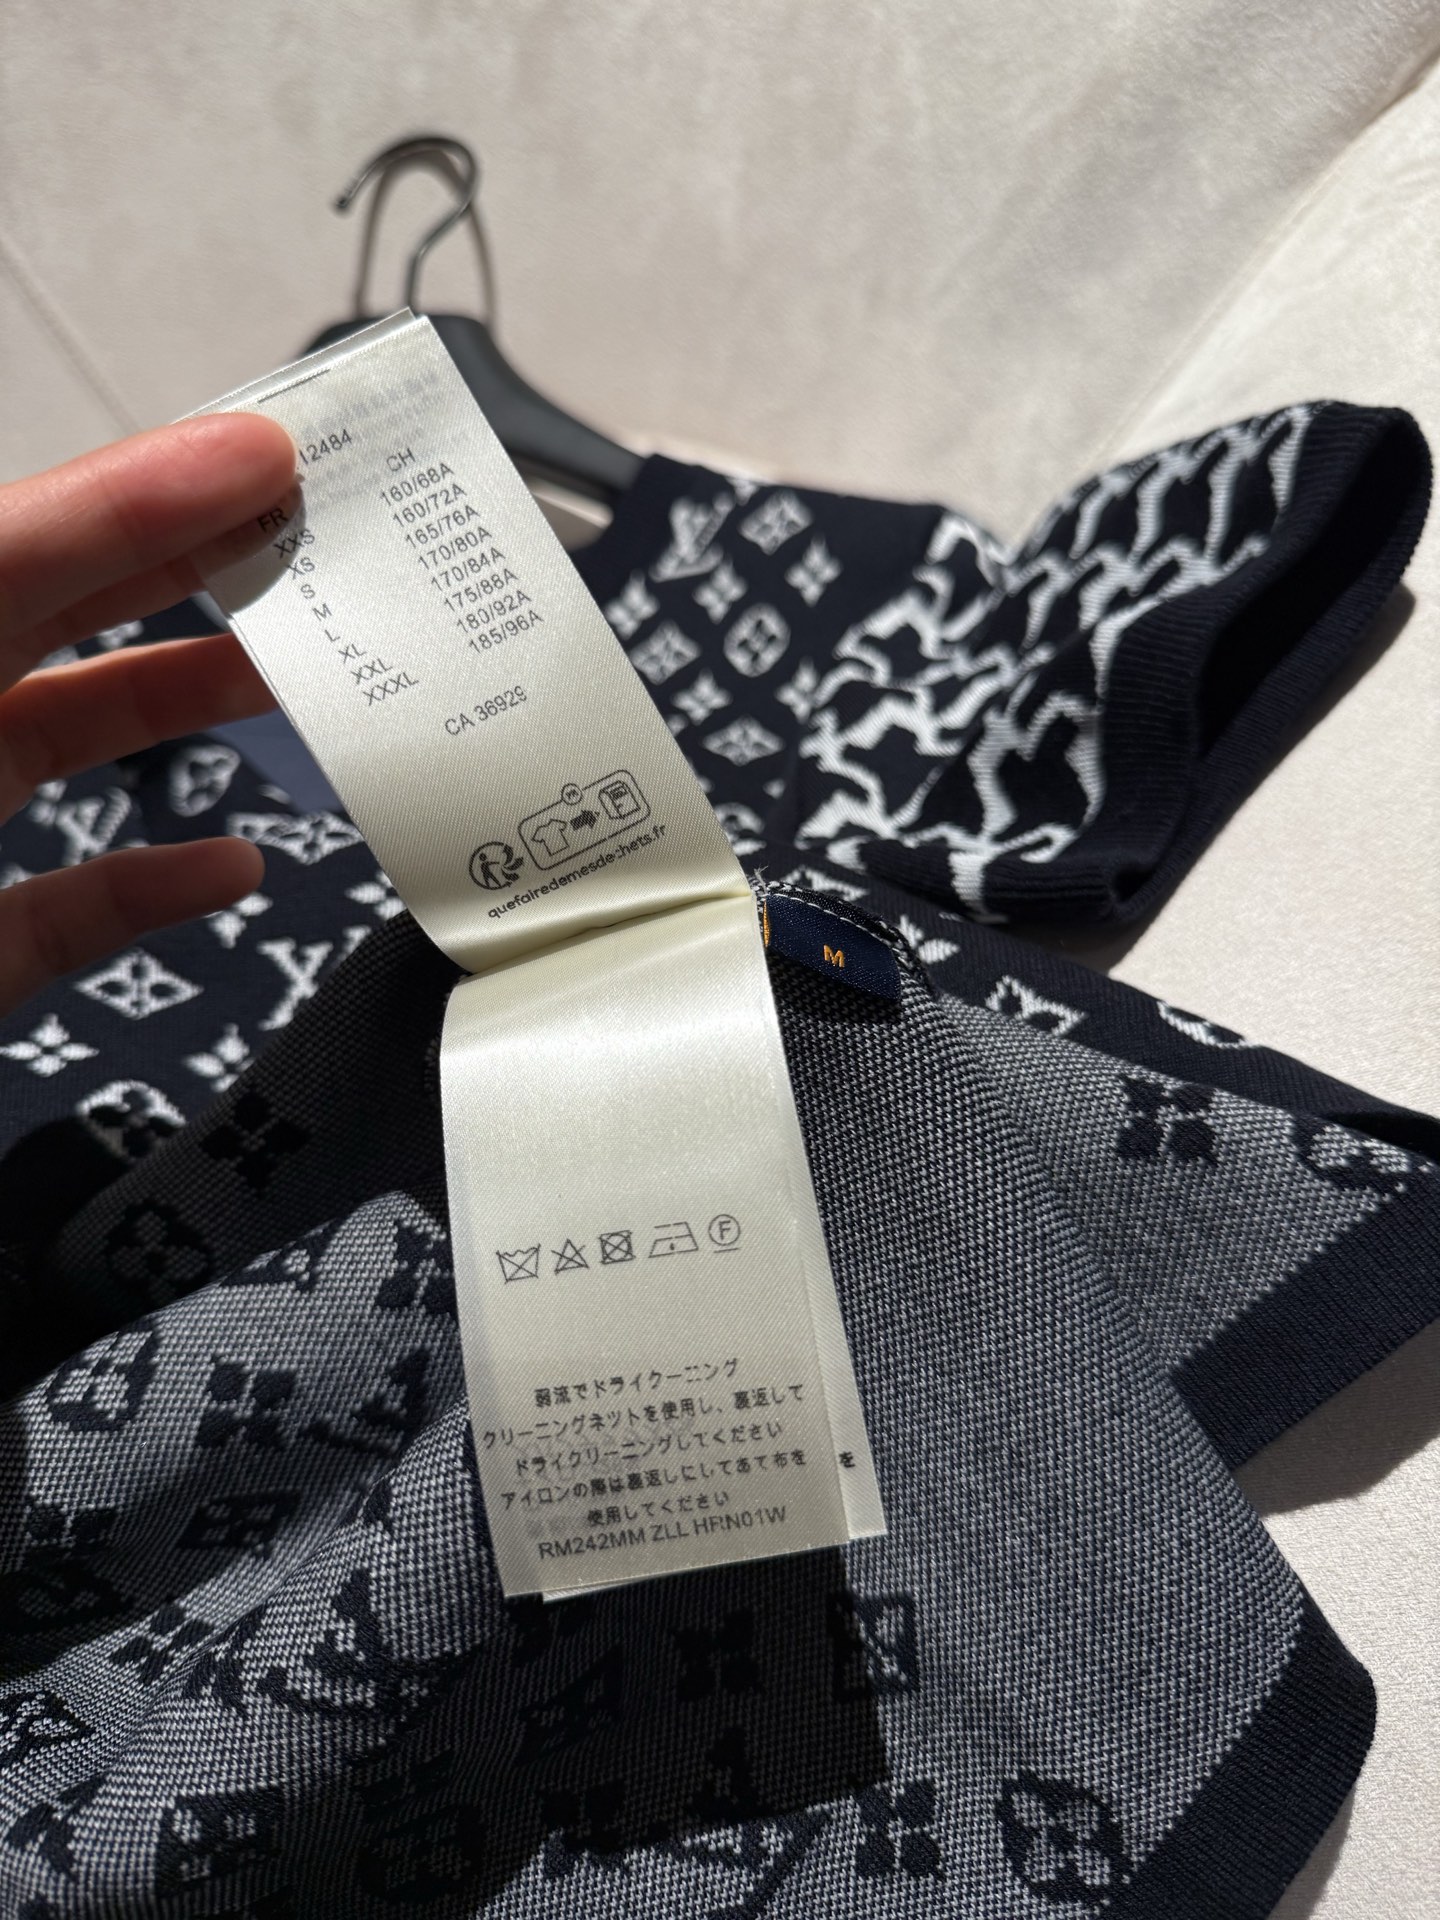 12484
FR CH
XXS 160/68A
XS 160/72A
S 165/76A
M 170/80A
L 170/84A
XL 175/88A
XXL 180/92A
XXXL 185/96A
CA 36929
quefairedemesdechets.fr
M
F
弱流でドライクーニング
クリーニングネットを使用し、裏返して
ドライクリーニングしてください
アイロンの際は裏返しにしてあて布を
を
使用してください
RM242MM ZLL HRN01W